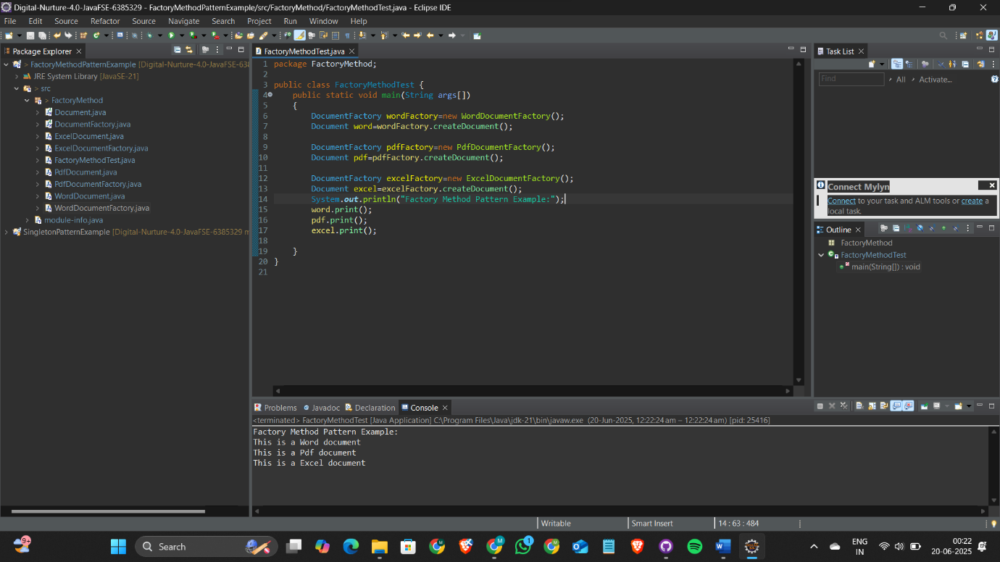 Digital-Nurture-4.0-JavaFSE-6385329 - FactoryMethodPatternExample/src/FactoryMethod/FactoryMethodTest.java - Eclipse IDE
File Edit Source Refactor Source Navigate Search Project Run Window Help
Package Explorer
> FactoryMethodPatternExample [Digital-Nurture-4.0-JavaFSE-638
JRE System Library [JavaSE-21]
> src
> FactoryMethod
Document.java
DocumentFactory.java
ExcelDocument.java
ExcelDocumentFactory.java
FactoryMethodTest.java
PdfDocument.java
PdfDocumentFactory.java
WordDocument.java
WordDocumentFactory.java
module-info.java
SingletonPatternExample [Digital-Nurture-4.0-JavaFSE-6385329 m
FactoryMethodTest.java
1 package FactoryMethod;
2
3 public class FactoryMethodTest {
4 public static void main(String args[])
5 {
6 DocumentFactory wordFactory=new WordDocumentFactory();
7 Document word=wordFactory.createDocument();
8
9 DocumentFactory pdfFactory=new PdfDocumentFactory();
10 Document pdf=pdfFactory.createDocument();
11
12 DocumentFactory excelFactory=new ExcelDocumentFactory();
13 Document excel=excelFactory.createDocument();
14 System.out.println("Factory Method Pattern Example:");
15 word.print();
16 pdf.print();
17 excel.print();
18
19 }
20 }
21
Task List
Find All Activate...
Connect Mylyn
Connect to your task and ALM tools or create a
local task.
Outline
FactoryMethod
FactoryMethodTest
main(String[]) : void
Problems Javadoc Declaration Console
<terminated> FactoryMethodTest [Java Application] C:\Program Files\Java\jdk-21\bin\javaw.exe (20-Jun-2025, 12:22:24 am – 12:22:24 am) [pid: 25416]
Factory Method Pattern Example:
This is a Word document
This is a Pdf document
This is a Excel document
Writable Smart Insert 14 : 63 : 484
9+
Search
1
ENG
IN
00:22
20-06-2025